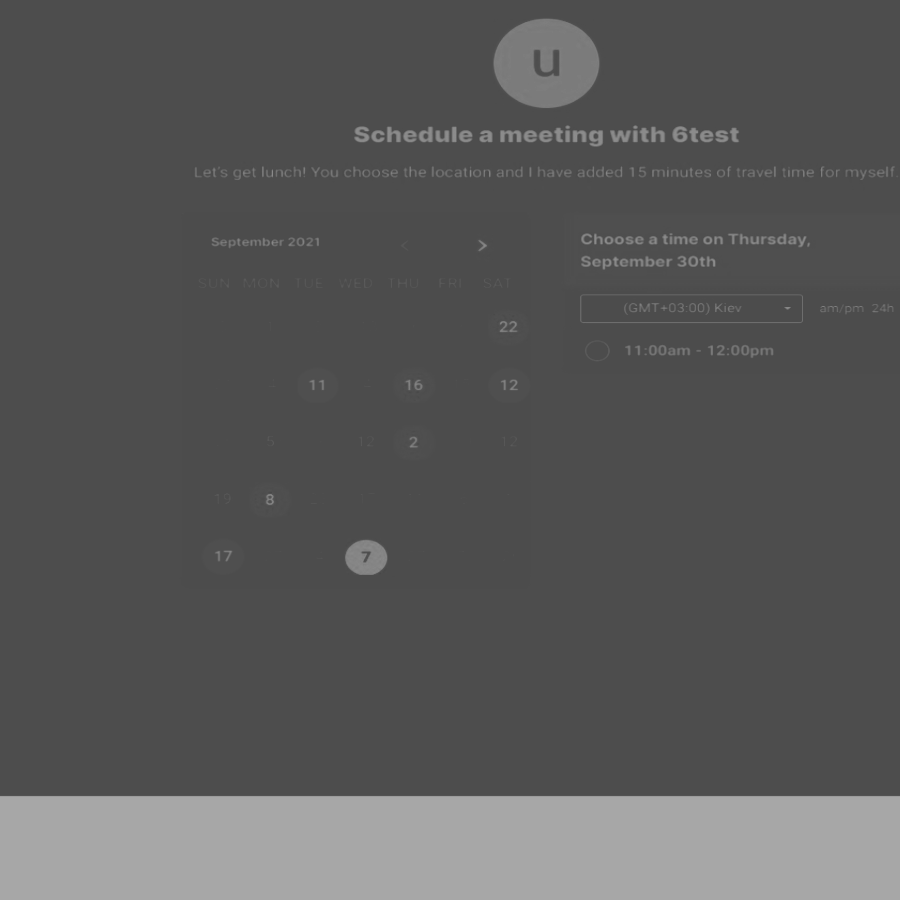 u
Schedule a meeting with 6test
Let's get lunch! You choose the location and I have added 15 minutes of travel time for myself.
September 2021 < >
SUN MON TUE WED THU FRI SAT
22
11 16 12
5 12 2 12
19 8
17 7
Choose a time on Thursday,
September 30th
(GMT+03:00) Kiev am/pm 24h
11:00am - 12:00pm